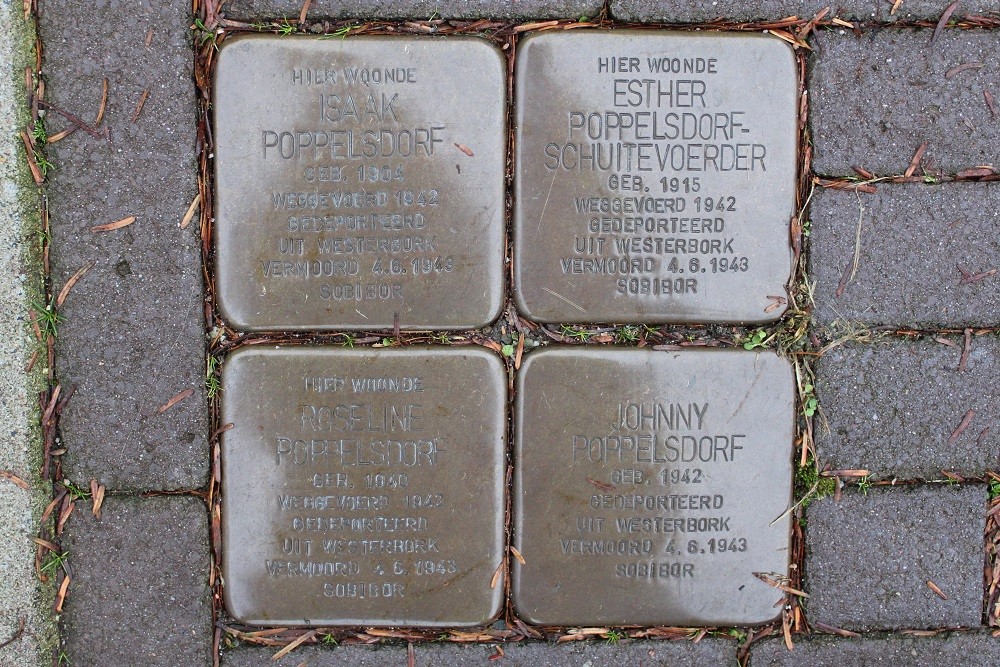 HIER WOONDE
ISAAK
POPPELSDORF
GEB. 1904
WEGGEVOERD 1942
GEDEPORTEERD
UIT WESTERBORK
VERMOORD 4.6.1943
SOBIBOR
HIER WOONDE
ESTHER
POPPELSDORF-
SCHUITEVOERDER
GEB. 1915
WEGGEVOERD 1942
GEDEPORTEERD
UIT WESTERBORK
VERMOORD 4.6.1943
SOBIBOR
HIER WOONDE
ROSELINE
POPPELSDORF
GEB. 1940
WEGGEVOERD 1942
GEDEPORTEERD
UIT WESTERBORK
VERMOORD 4.6.1943
SOBIBOR
JOHNNY
POPPELSDORF
GEB. 1942
GEDEPORTEERD
UIT WESTERBORK
VERMOORD 4.6.1943
SOBIBOR